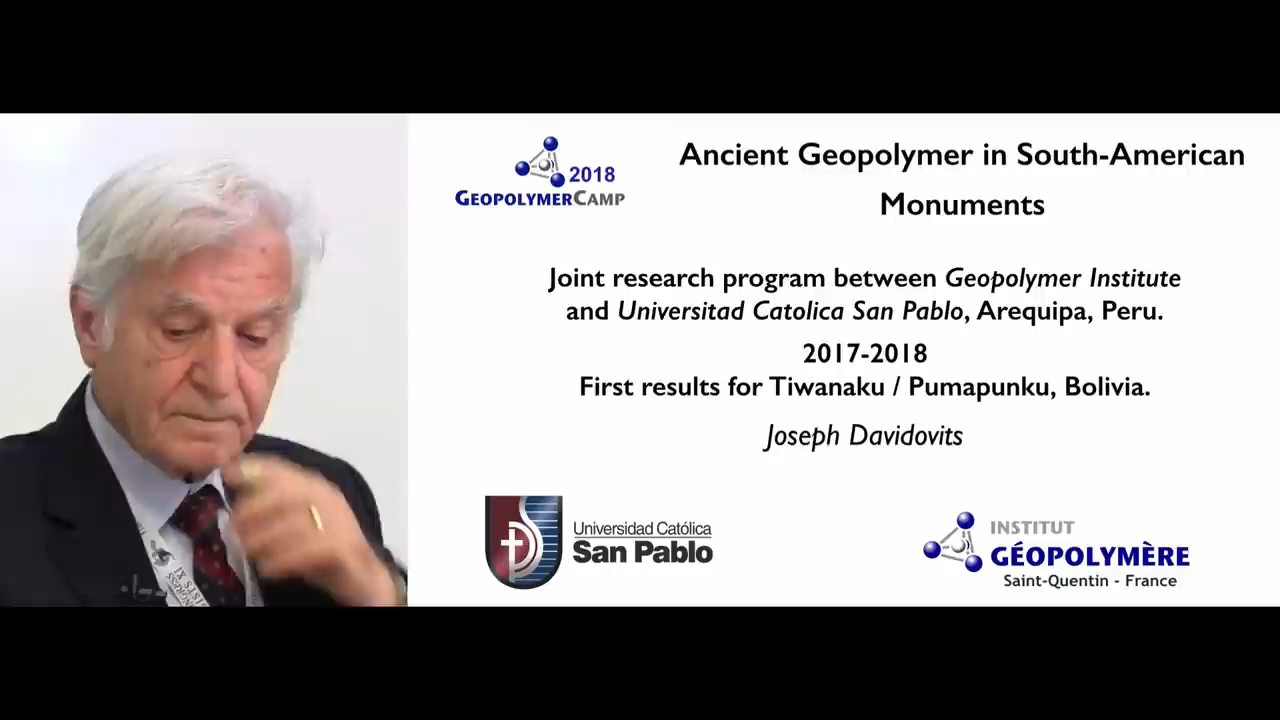 2018
GEOPOLYMERCAMP
Ancient Geopolymer in South-American
Monuments
Joint research program between Geopolymer Institute
and Universitad Catolica San Pablo, Arequipa, Peru.
2017-2018
First results for Tiwanaku / Pumapunku, Bolivia.
Joseph Davidovits
Universidad Católica
San Pablo
INSTITUT
GÉOPOLYMÈRE
Saint-Quentin - France